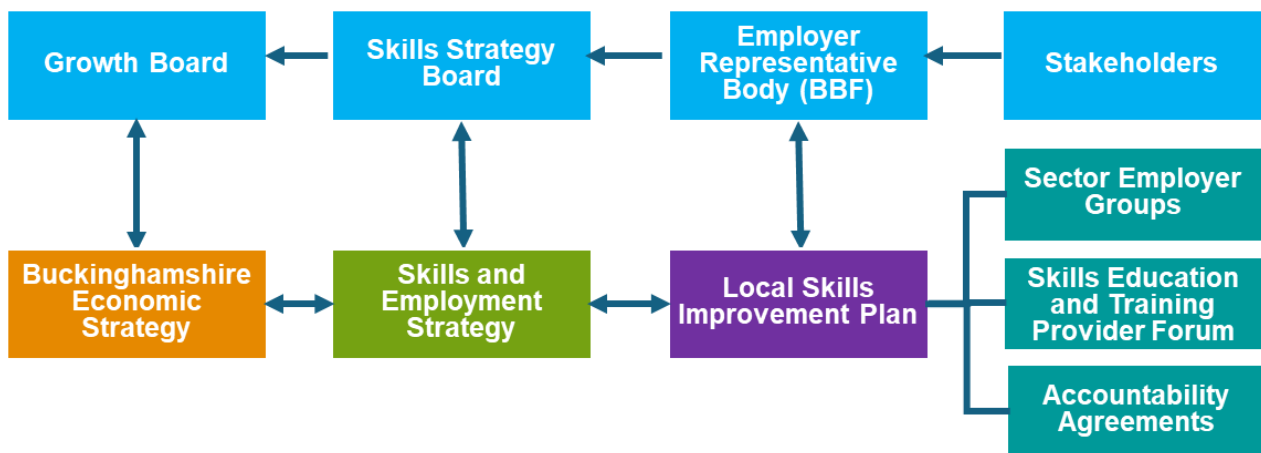 Growth Board
Skills Strategy
Board
Employer
Representative
Body (BBF)
Stakeholders
Sector Employer
Groups
Buckinghamshire
Economic
Strategy
Skills and
Employment
Strategy
Local Skills
Improvement Plan
Skills Education
and Training
Provider Forum
Accountability
Agreements